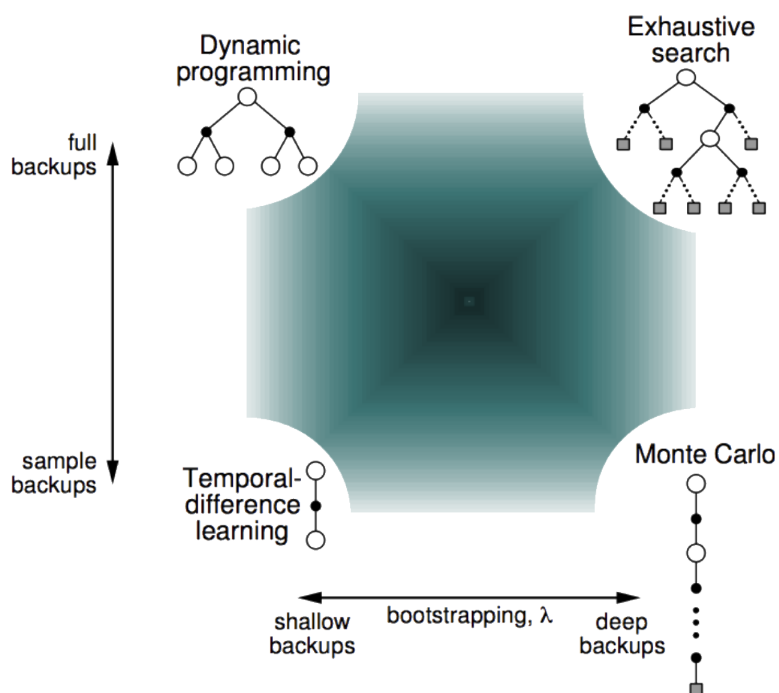 Dynamic
programming
Exhaustive
search
full
backups
sample
backups
Temporal-
difference
learning
Monte Carlo
shallow
backups
bootstrapping, λ
deep
backups